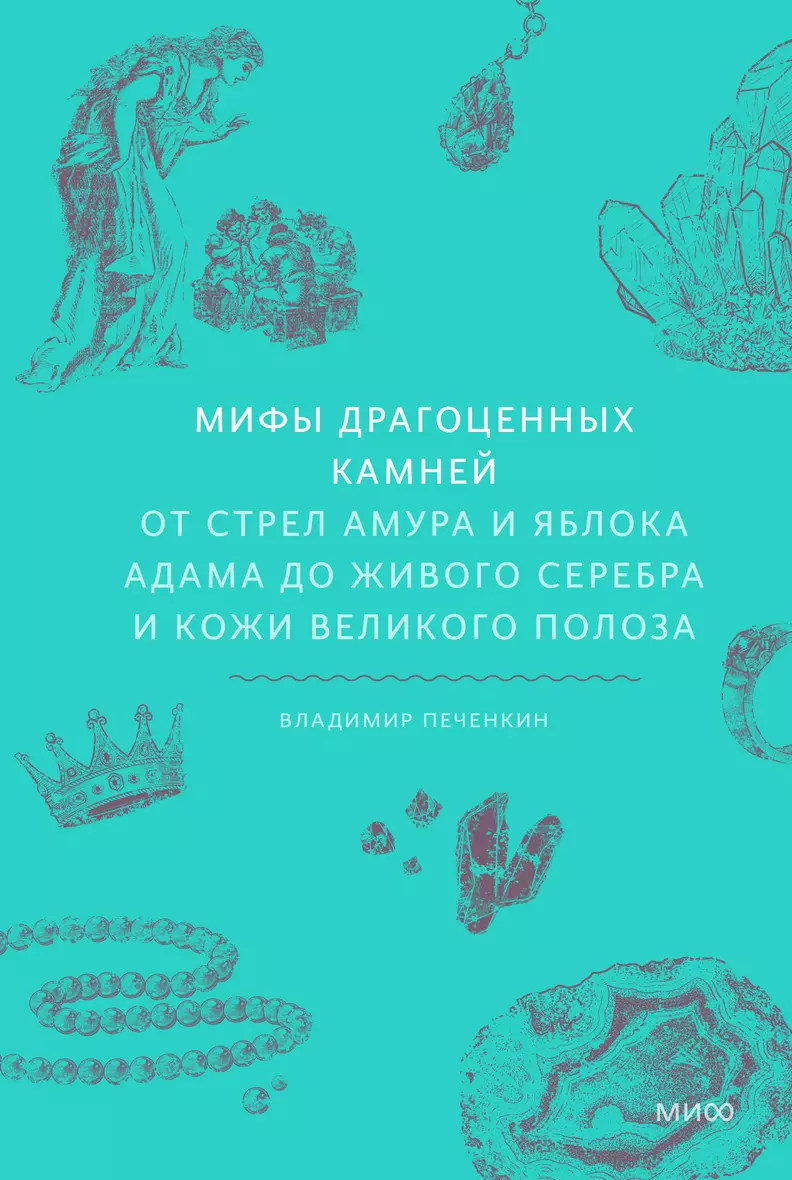 МИФЫ ДРАГОЦЕННЫХ
КАМНЕЙ
ОТ СТРЕЛ АМУРА И ЯБЛОКА
АДАМА ДО ЖИВОГО СЕРЕБРА
И КОЖИ ВЕЛИКОГО ПОЛОЗА
ВЛАДИМИР ПЕЧЕНКИН
МИФ